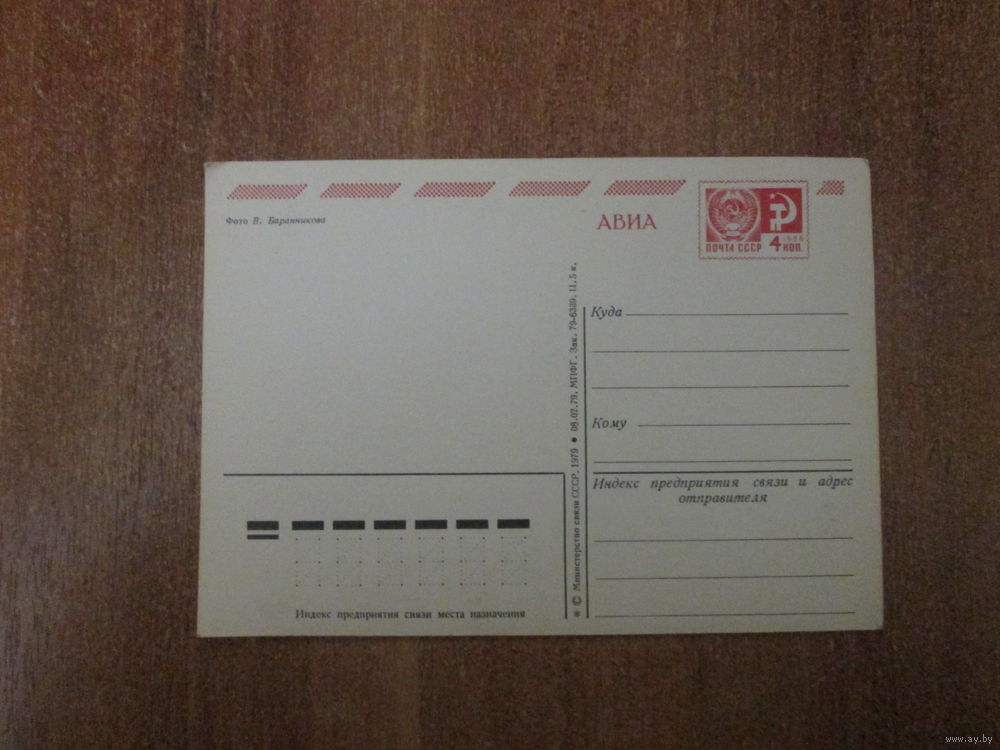 Фото В. Баранникова
АВИА
ПОЧТА СССР
4 1966
КОП.
Куда
Кому
Индекс предприятия связи и адрес
отправителя
Индекс предприятия связи места назначения
✻ © Министерство связи СССР, 1979 ● 08.02.79. МПФГ. Зак. 79-6339. Ц. 5 к.
www.ay.by